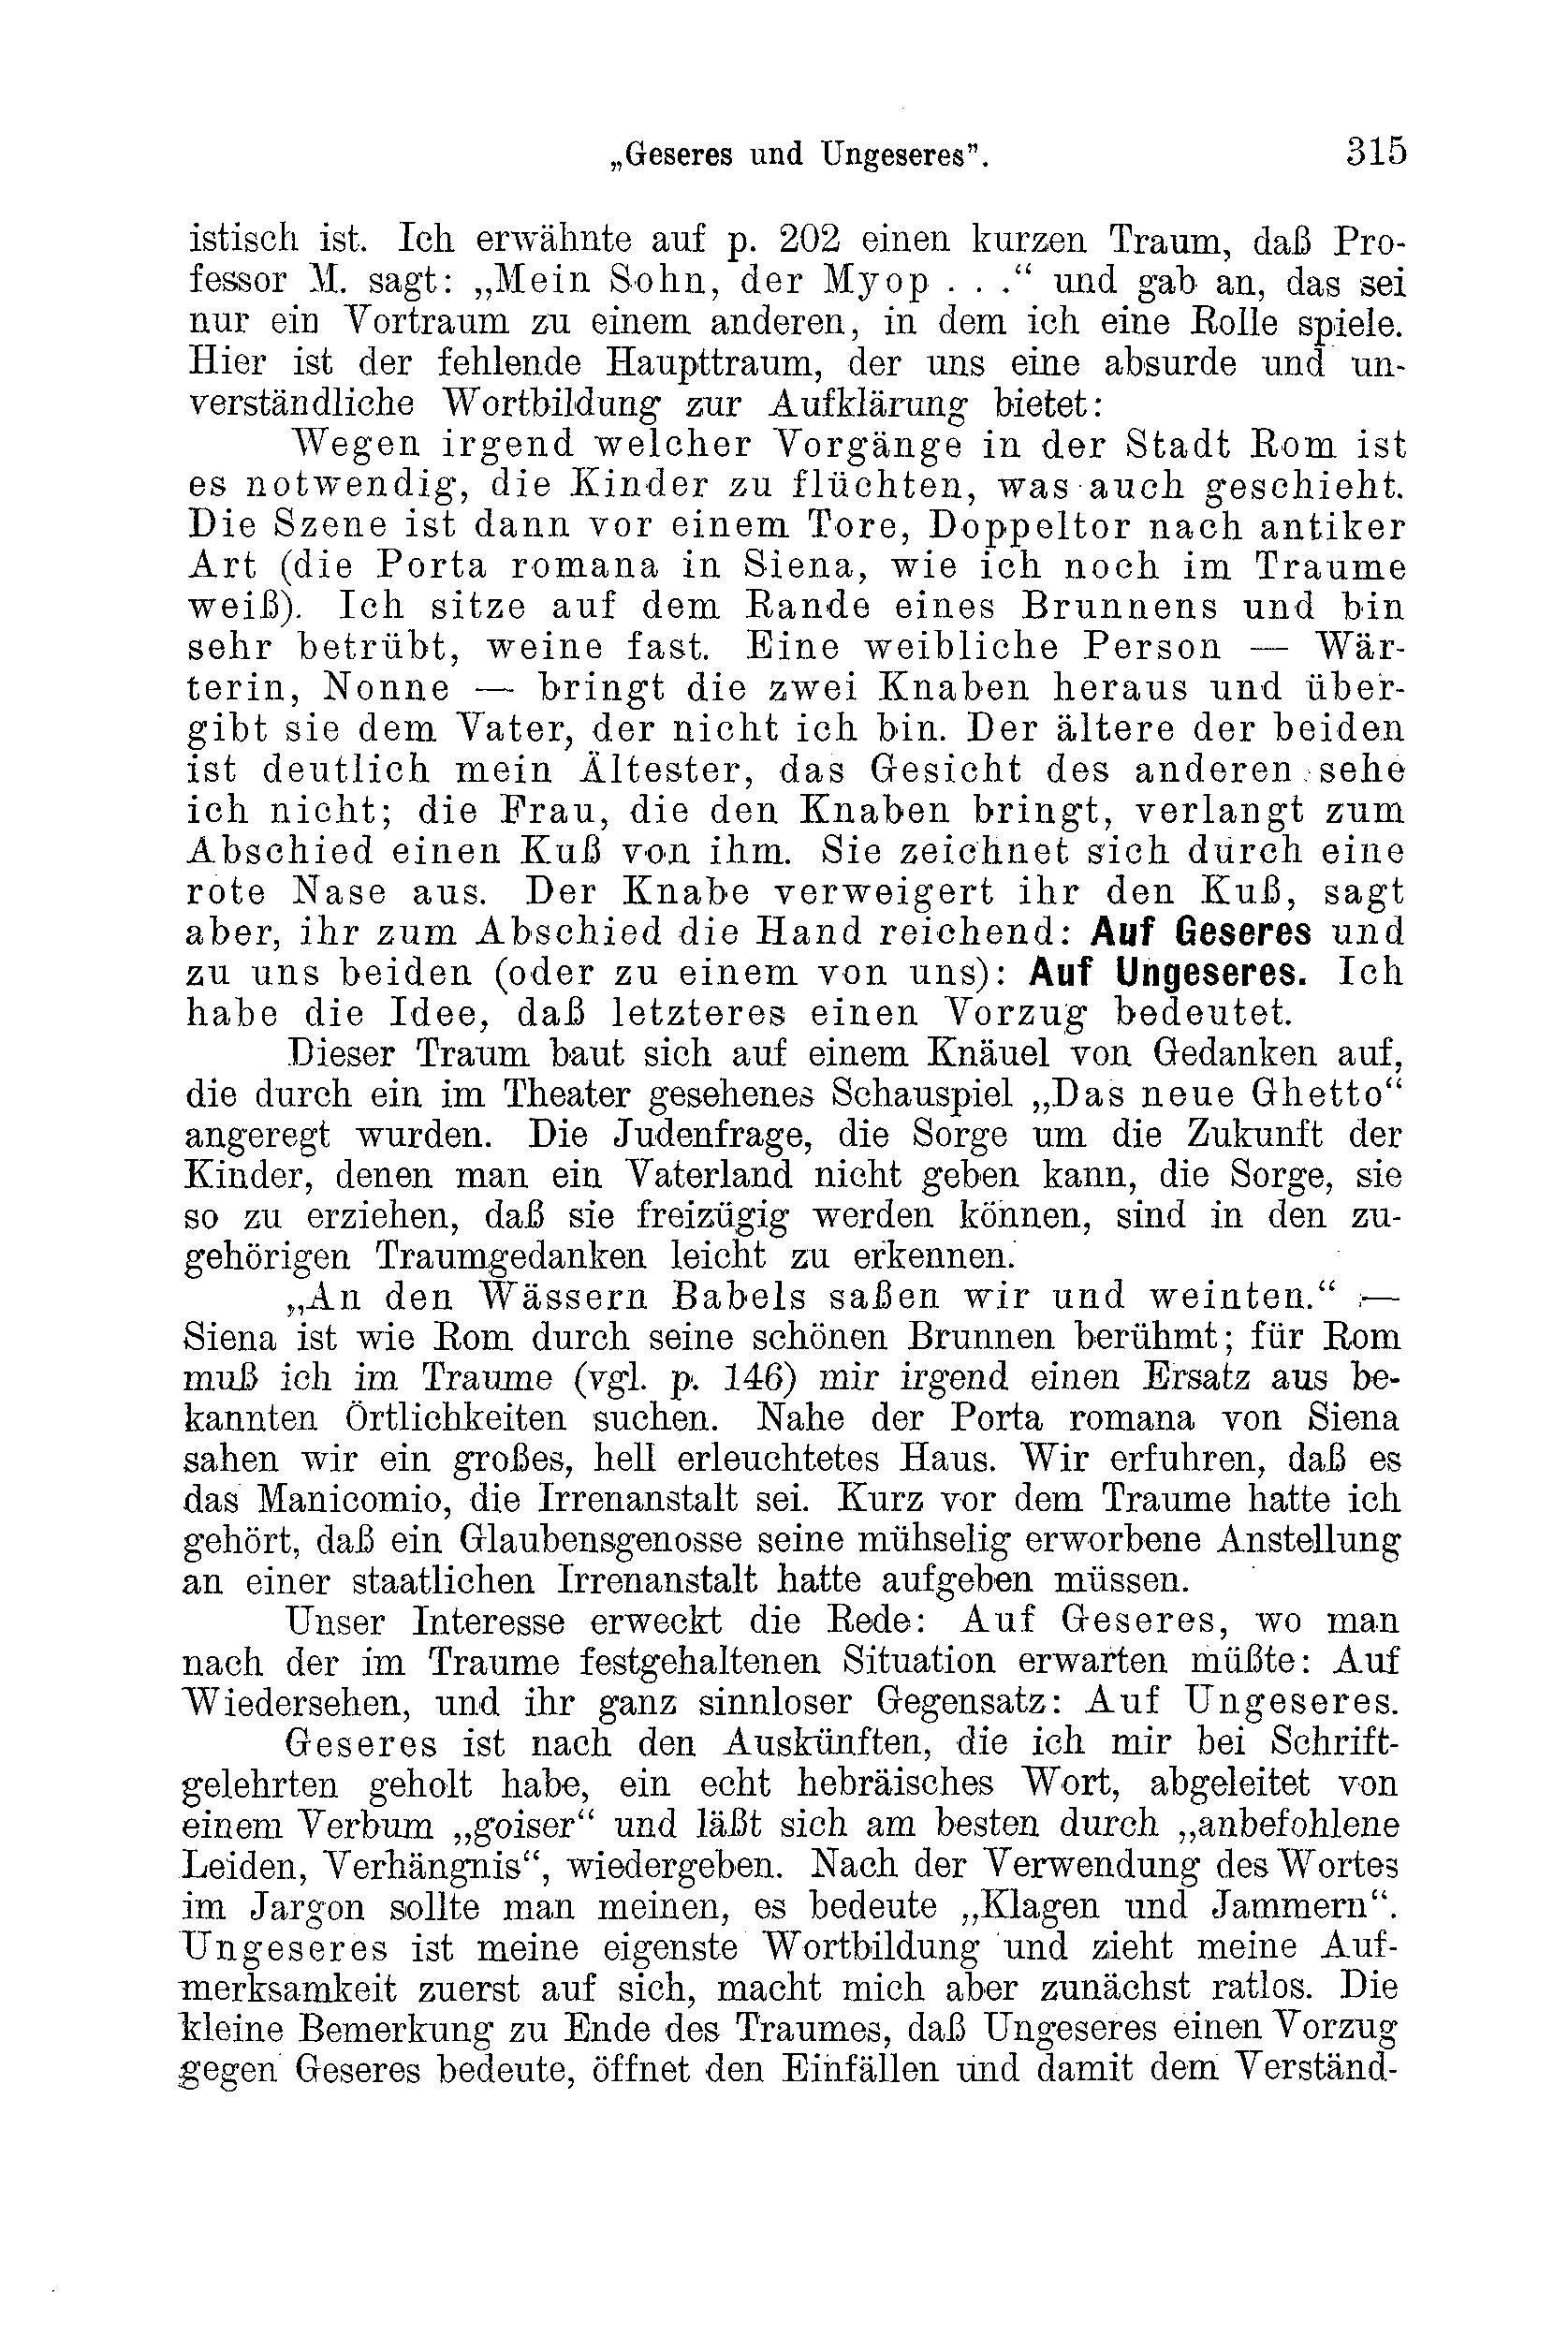 „Geseres und Ungeseres”. 315
istisch ist. Ich erwähnte auf p. 202 einen kurzen Traum, daß Pro-
fessor M. sagt: „Mein Sohn, der Myop . . .“ und gab an, das sei
nur ein Vortraum zu einem anderen, in dem ich eine Rolle spiele.
Hier ist der fehlende Haupttraum, der uns eine absurde und un-
verständliche Wortbildung zur Aufklärung bietet:
Wegen irgend welcher Vorgänge in der Stadt Rom ist
es notwendig, die Kinder zu flüchten, was auch geschieht.
Die Szene ist dann vor einem Tore, Doppeltor nach antiker
Art (die Porta romana in Siena, wie ich noch im Traume
weiß). Ich sitze auf dem Rande eines Brunnens und bin
sehr betrübt, weine fast. Eine weibliche Person — Wär-
terin, Nonne — bringt die zwei Knaben heraus und über-
gibt sie dem Vater, der nicht ich bin. Der ältere der beiden
ist deutlich mein Ältester, das Gesicht des anderen sehe
ich nicht; die Frau, die den Knaben bringt, verlangt zum
Abschied einen Kuß von ihm. Sie zeichnet sich durch eine
rote Nase aus. Der Knabe verweigert ihr den Kuß, sagt
aber, ihr zum Abschied die Hand reichend: Auf Geseres und
zu uns beiden (oder zu einem von uns): Auf Ungeseres. Ich
habe die Idee, daß letzteres einen Vorzug bedeutet.
Dieser Traum baut sich auf einem Knäuel von Gedanken auf,
die durch ein im Theater gesehenes Schauspiel „Das neue Ghetto“
angeregt wurden. Die Judenfrage, die Sorge um die Zukunft der
Kinder, denen man ein Vaterland nicht geben kann, die Sorge, sie
so zu erziehen, daß sie freizügig werden können, sind in den zu-
gehörigen Traumgedanken leicht zu erkennen.
„An den Wässern Babels saßen wir und weinten.“ —
Siena ist wie Rom durch seine schönen Brunnen berühmt; für Rom
muß ich im Traume (vgl. p. 146) mir irgend einen Ersatz aus be-
kannten Örtlichkeiten suchen. Nahe der Porta romana von Siena
sahen wir ein großes, hell erleuchtetes Haus. Wir erfuhren, daß es
das Manicomio, die Irrenanstalt sei. Kurz vor dem Traume hatte ich
gehört, daß ein Glaubensgenosse seine mühselig erworbene Anstellung
an einer staatlichen Irrenanstalt hatte aufgeben müssen.
Unser Interesse erweckt die Rede: Auf Geseres, wo man
nach der im Traume festgehaltenen Situation erwarten müßte: Auf
Wiedersehen, und ihr ganz sinnloser Gegensatz: Auf Ungeseres.
Geseres ist nach den Auskünften, die ich mir bei Schrift-
gelehrten geholt habe, ein echt hebräisches Wort, abgeleitet von
einem Verbum „goiser“ und läßt sich am besten durch „anbefohlene
Leiden, Verhängnis“, wiedergeben. Nach der Verwendung des Wortes
im Jargon sollte man meinen, es bedeute „Klagen und Jammern“.
Ungeseres ist meine eigenste Wortbildung und zieht meine Auf-
merksamkeit zuerst auf sich, macht mich aber zunächst ratlos. Die
kleine Bemerkung zu Ende des Traumes, daß Ungeseres einen Vorzug
gegen Geseres bedeute, öffnet den Einfällen und damit dem Verständ-